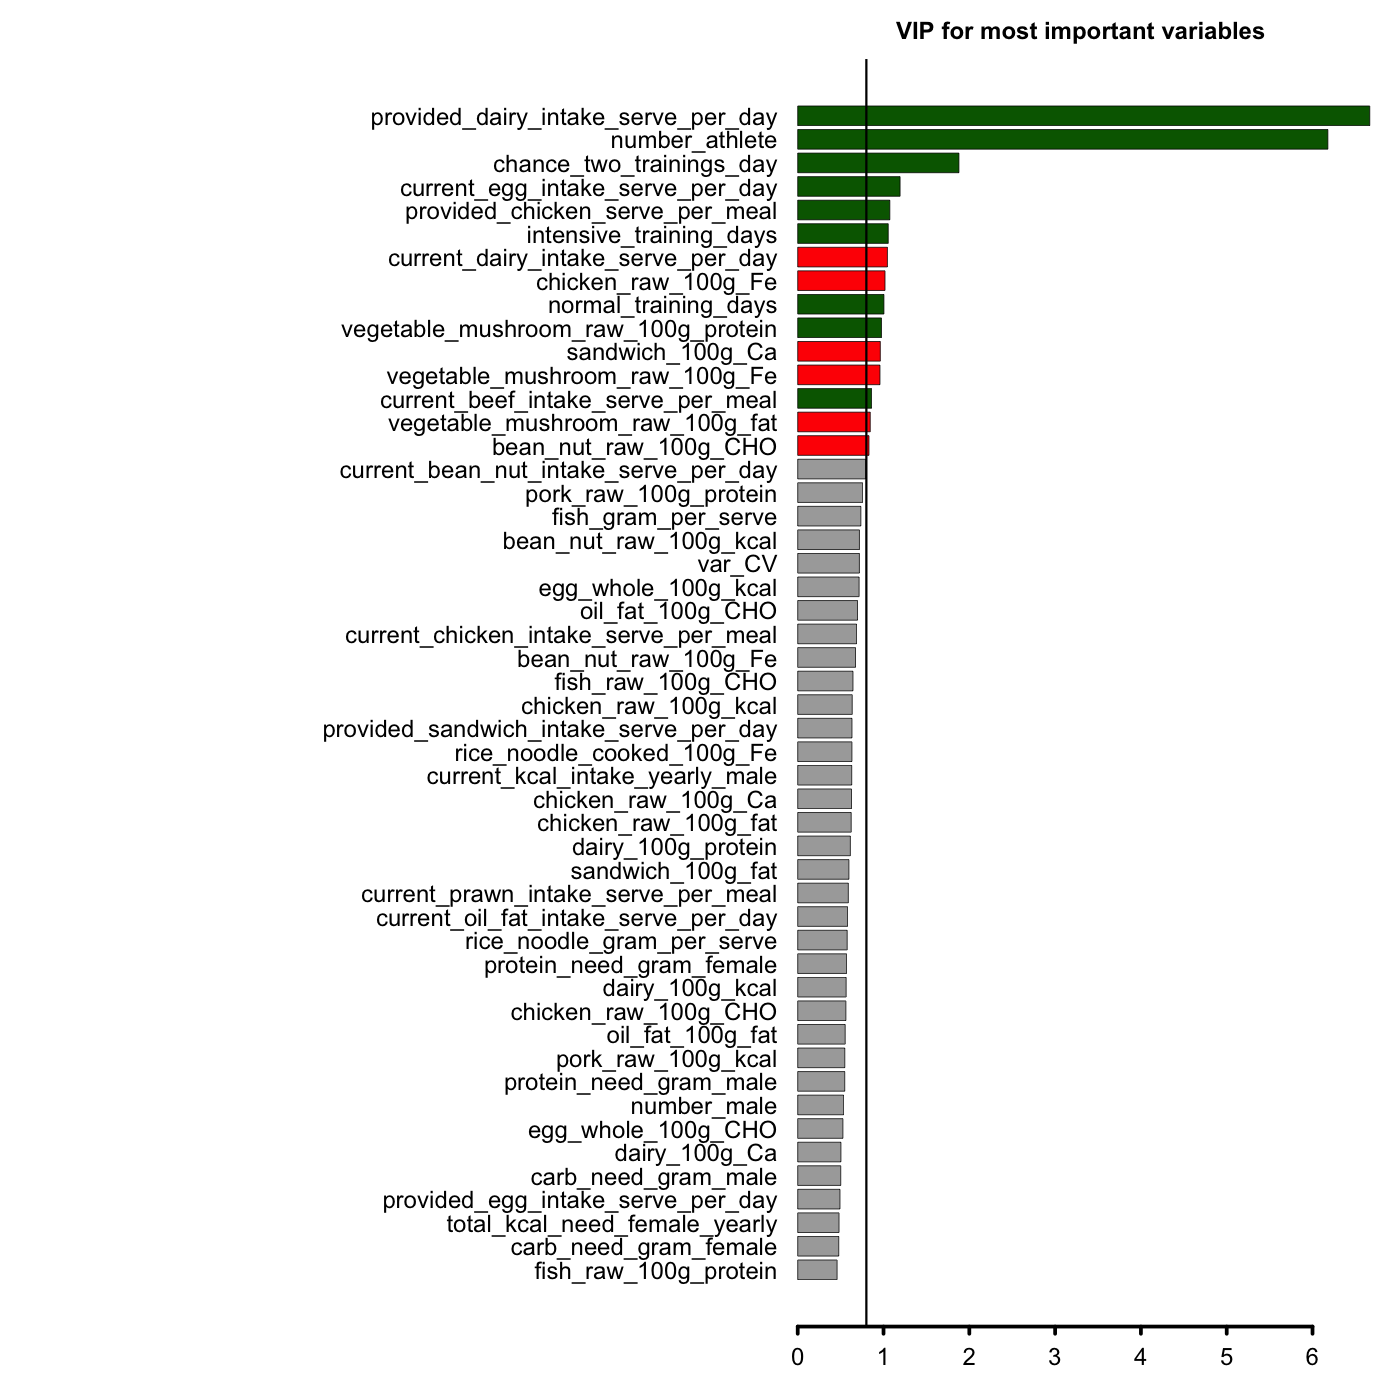 VIP for most important variables
provided_dairy_intake_serve_per_day
number_athlete
chance_two_trainings_day
current_egg_intake_serve_per_day
provided_chicken_serve_per_meal
intensive_training_days
current_dairy_intake_serve_per_day
chicken_raw_100g_Fe
normal_training_days
vegetable_mushroom_raw_100g_protein
sandwich_100g_Ca
vegetable_mushroom_raw_100g_Fe
current_beef_intake_serve_per_meal
vegetable_mushroom_raw_100g_fat
bean_nut_raw_100g_CHO
current_bean_nut_intake_serve_per_day
pork_raw_100g_protein
fish_gram_per_serve
bean_nut_raw_100g_kcal
var_CV
egg_whole_100g_kcal
oil_fat_100g_CHO
current_chicken_intake_serve_per_meal
bean_nut_raw_100g_Fe
fish_raw_100g_CHO
chicken_raw_100g_kcal
provided_sandwich_intake_serve_per_day
rice_noodle_cooked_100g_Fe
current_kcal_intake_yearly_male
chicken_raw_100g_Ca
chicken_raw_100g_fat
dairy_100g_protein
sandwich_100g_fat
current_prawn_intake_serve_per_meal
current_oil_fat_intake_serve_per_day
rice_noodle_gram_per_serve
protein_need_gram_female
dairy_100g_kcal
chicken_raw_100g_CHO
oil_fat_100g_fat
pork_raw_100g_kcal
protein_need_gram_male
number_male
egg_whole_100g_CHO
dairy_100g_Ca
carb_need_gram_male
provided_egg_intake_serve_per_day
total_kcal_need_female_yearly
carb_need_gram_female
fish_raw_100g_protein
0 1 2 3 4 5 6